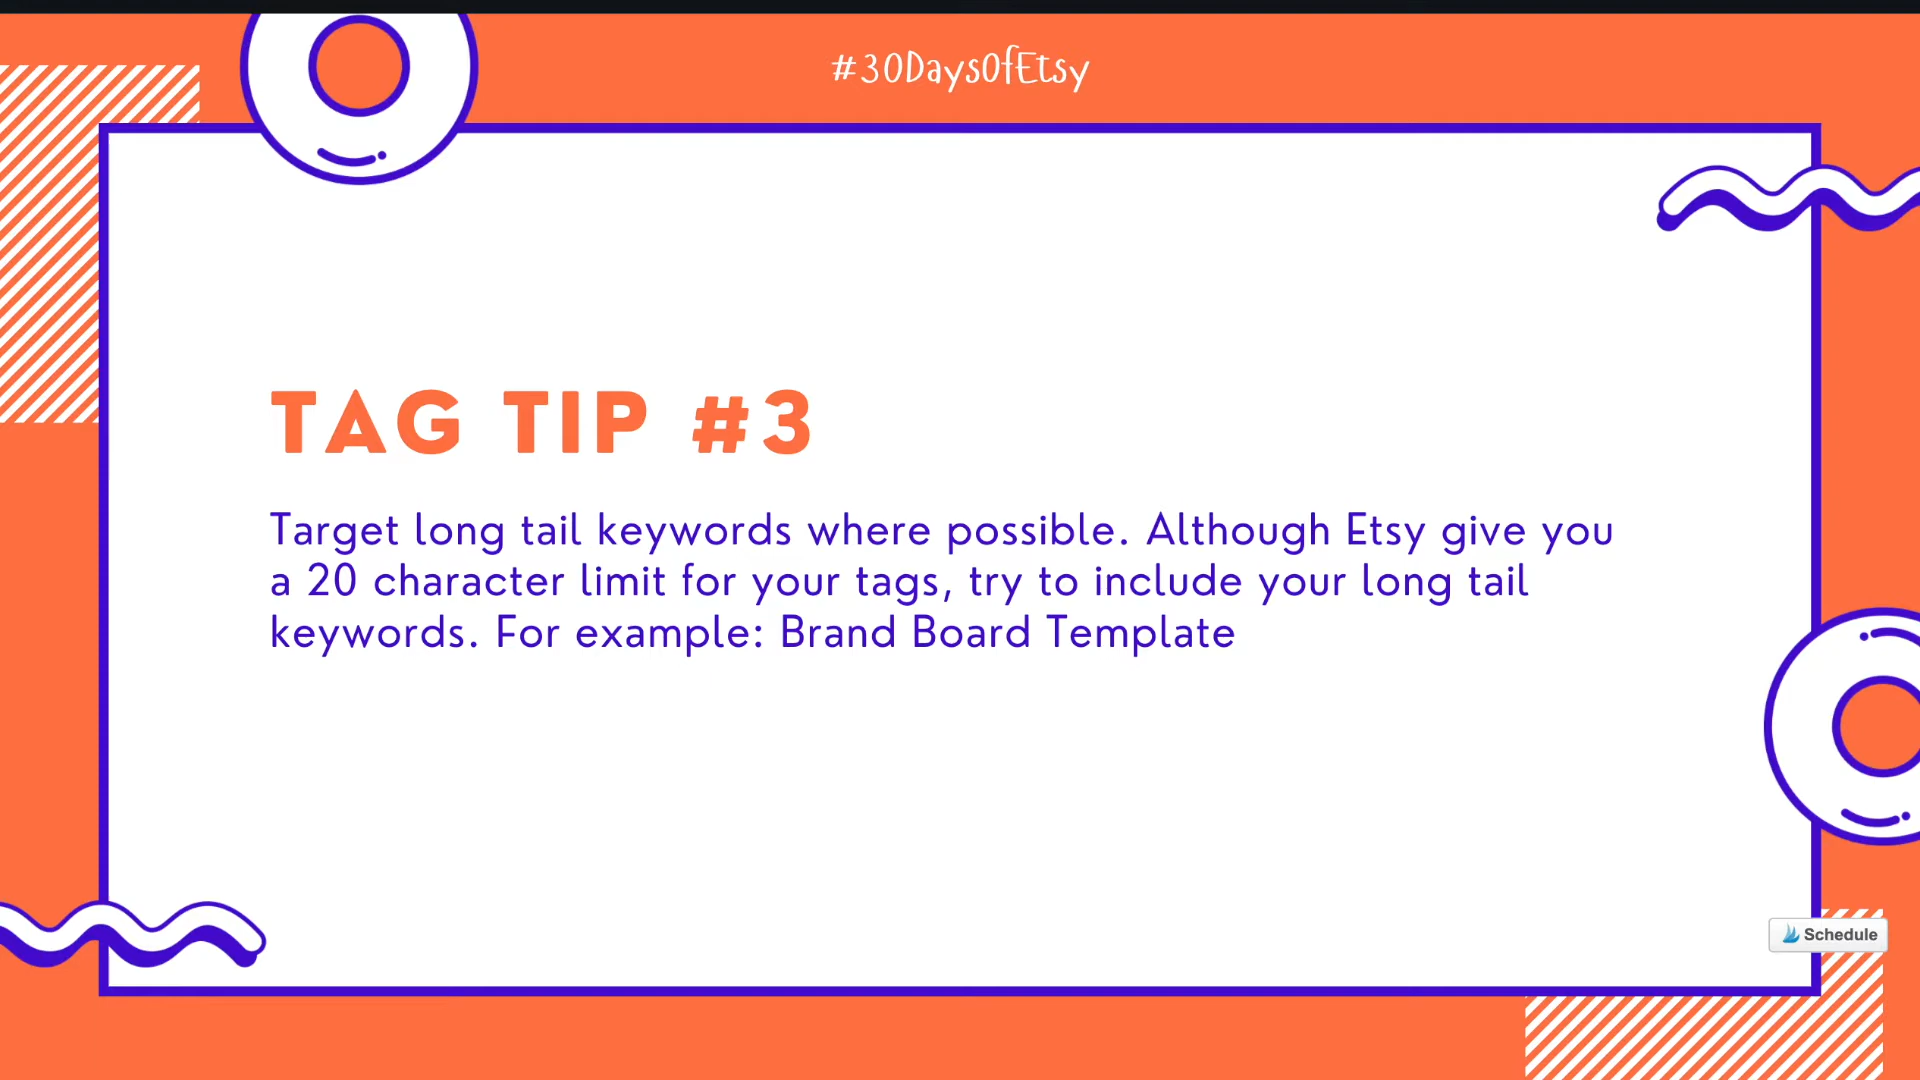 #30DaysOfEtsy
TAG TIP #3
Target long tail keywords where possible. Although Etsy give you
a 20 character limit for your tags, try to include your long tail
keywords. For example: Brand Board Template
Schedule